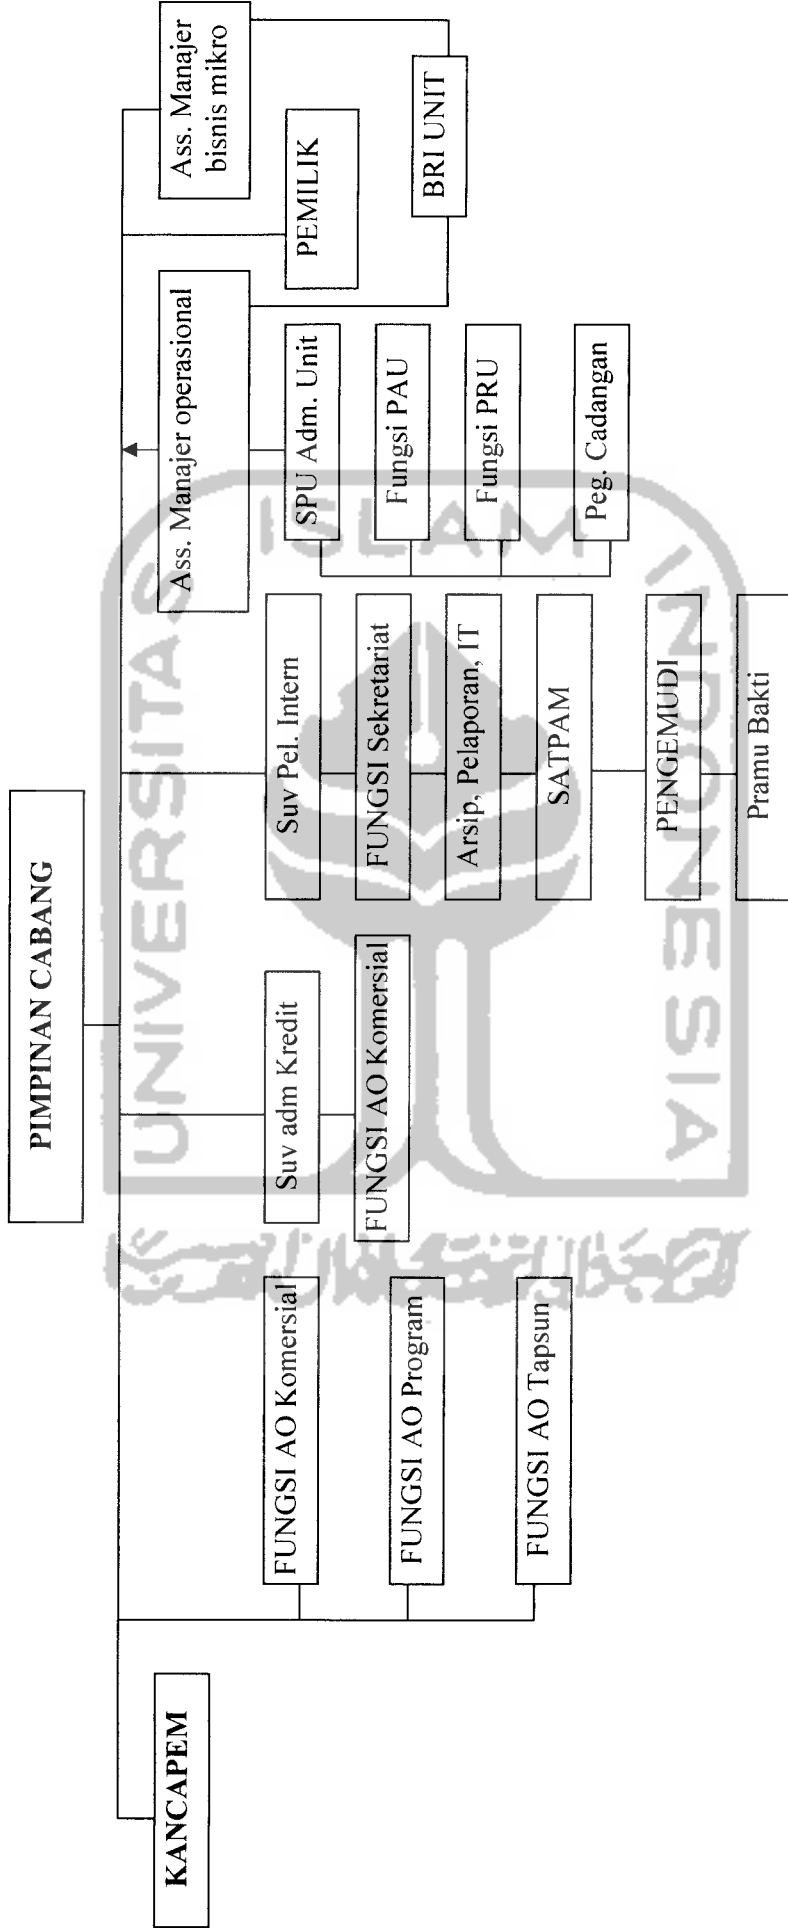 PIMPINAN CABANG
KANCAPEM
FUNGSI AO Komersial
FUNGSI AO Program
FUNGSI AO Tapsun
Suv adm Kredit
FUNGSI AO Komersial
Suv Pel. Intern
FUNGSI Sekretariat
Arsip, Pelaporan, IT
SATPAM
PENGEMUDI
Pramu Bakti
Ass. Manajer operasional
SPU Adm. Unit
Fungsi PAU
Fungsi PRU
Peg. Cadangan
PEMILIK
Ass. Manajer
bisnis mikro
BRI UNIT
UNIVERSITAS
ISLAM
INDONESIA